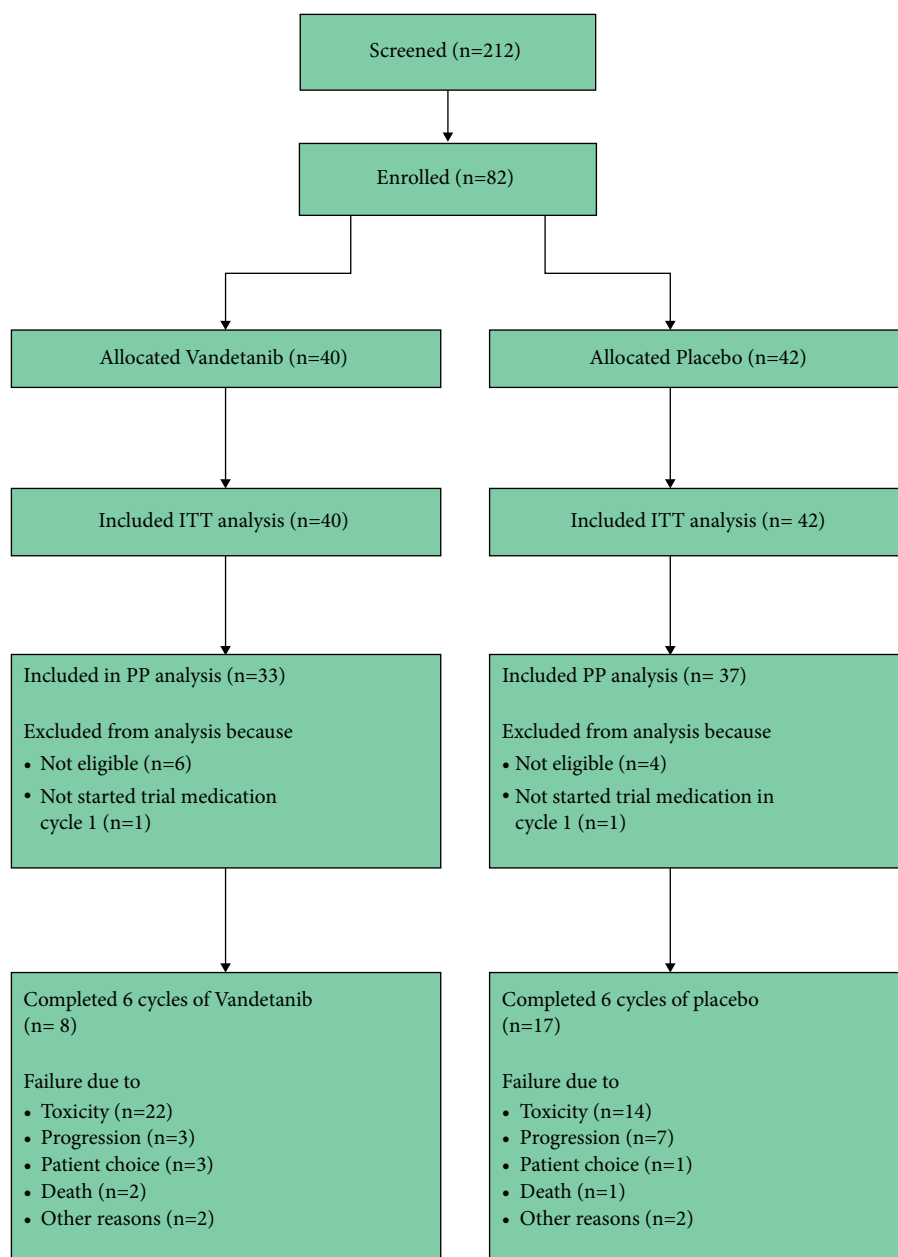 Screened (n=212)
Enrolled (n=82)
Allocated Vandetanib (n=40)
Allocated Placebo (n=42)
Included ITT analysis (n=40)
Included ITT analysis (n= 42)
Included in PP analysis (n=33)
Excluded from analysis because
• Not eligible (n=6)
• Not started trial medication
cycle 1 (n=1)
Included PP analysis (n= 37)
Excluded from analysis because
• Not eligible (n=4)
• Not started trial medication in
cycle 1 (n=1)
Completed 6 cycles of Vandetanib
(n= 8)
Failure due to
• Toxicity (n=22)
• Progression (n=3)
• Patient choice (n=3)
• Death (n=2)
• Other reasons (n=2)
Completed 6 cycles of placebo
(n=17)
Failure due to
• Toxicity (n=14)
• Progression (n=7)
• Patient choice (n=1)
• Death (n=1)
• Other reasons (n=2)